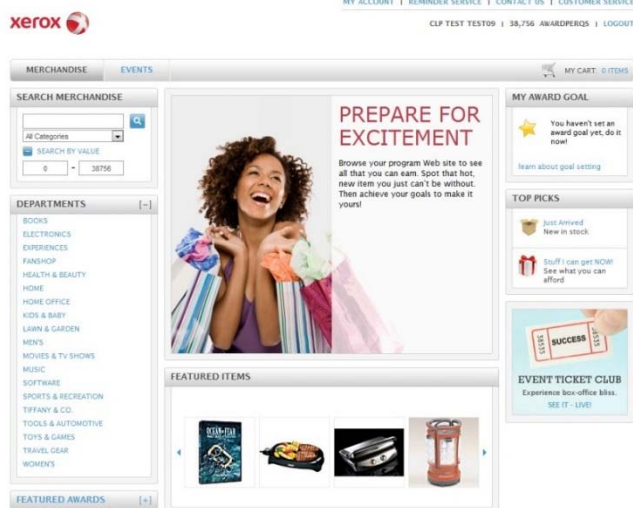 MY ACCOUNT | REMINDER SERVICE | CONTACT US | CUSTOMER SERVICE
xerox
CLP TEST TEST09 | 38,756 AWARDPERQS | LOGOUT
MERCHANDISE EVENTS
MY CART: 0 ITEMS
SEARCH MERCHANDISE
All Categories
SEARCH BY VALUE
0 - 38756
DEPARTMENTS [-]
BOOKS
ELECTRONICS
EXPERIENCES
FANSHOP
HEALTH & BEAUTY
HOME
HOME OFFICE
KIDS & BABY
LAWN & GARDEN
MEN'S
MOVIES & TV SHOWS
MUSIC
SOFTWARE
SPORTS & RECREATION
TIFFANY & CO.
TOOLS & AUTOMOTIVE
TOYS & GAMES
TRAVEL GEAR
WOMEN'S
FEATURED AWARDS [+]
PREPARE FOR
EXCITEMENT
Browse your program Web site to see
all that you can earn. Spot that hot,
new item you just can't be without.
Then achieve your goals to make it
yours!
FEATURED ITEMS
OCEAN OF FEAR
MY AWARD GOAL
You haven't set an
award goal yet, do it
now!
learn about goal setting
TOP PICKS
Just Arrived
New in stock
Stuff I can get NOW!
See what you can
afford
38535
SUCCESS
38535
EVENT TICKET CLUB
Experience box-office bliss.
SEE IT - LIVE!